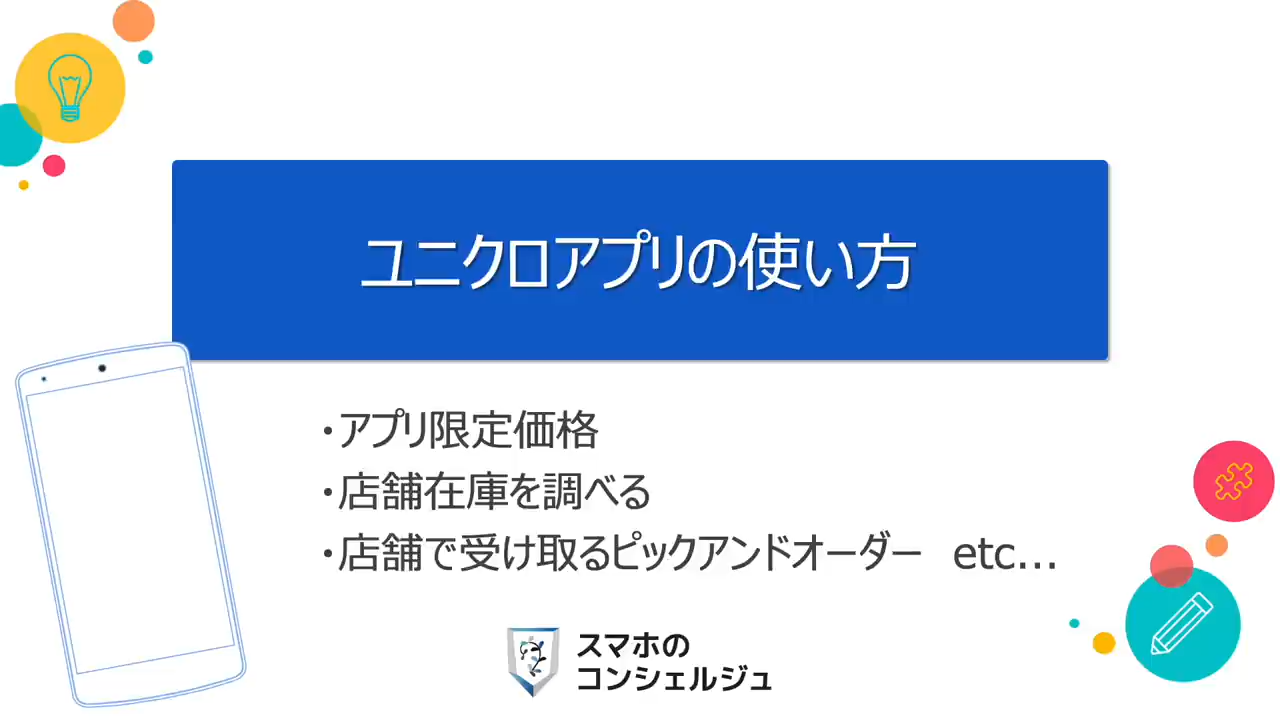 ユニクロアプリの使い方
・アプリ限定価格
・店舗在庫を調べる
・店舗で受け取るピックアンドオーダー　etc…
スマホの
コンシェルジュ